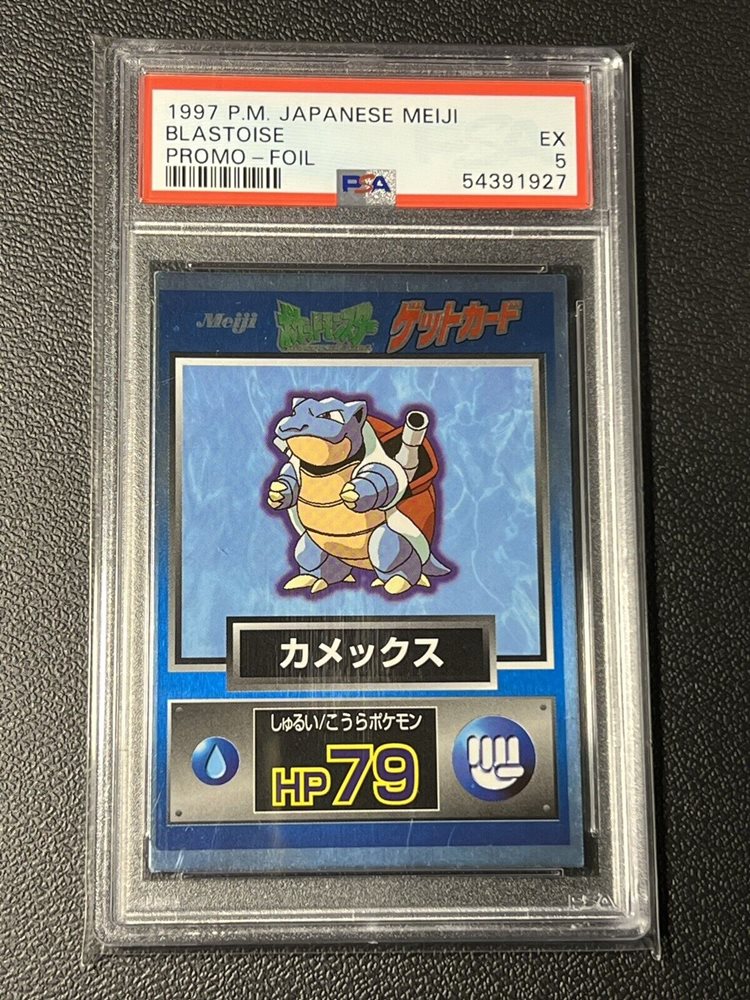 1997 P.M. JAPANESE MEIJI
BLASTOISE EX
PROMO - FOIL 5
PSA 54391927
Meiji ポケットモンスター ゲットカード
カメックス
しゅるい/こうらポケモン
HP79